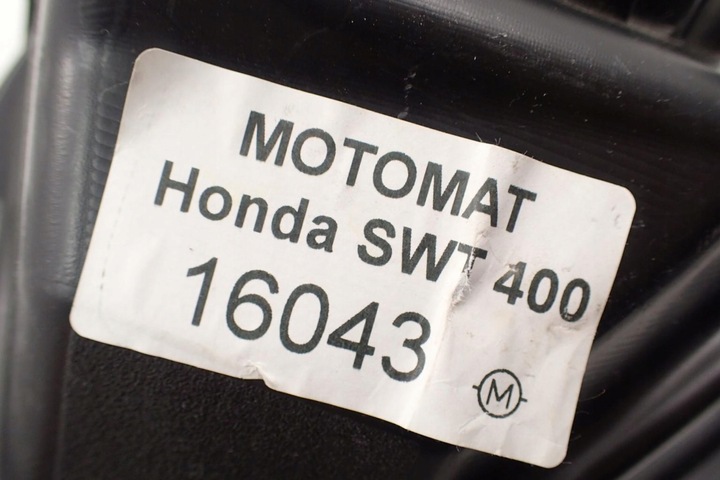 MOTOMAT
Honda SWT 400
16043
M